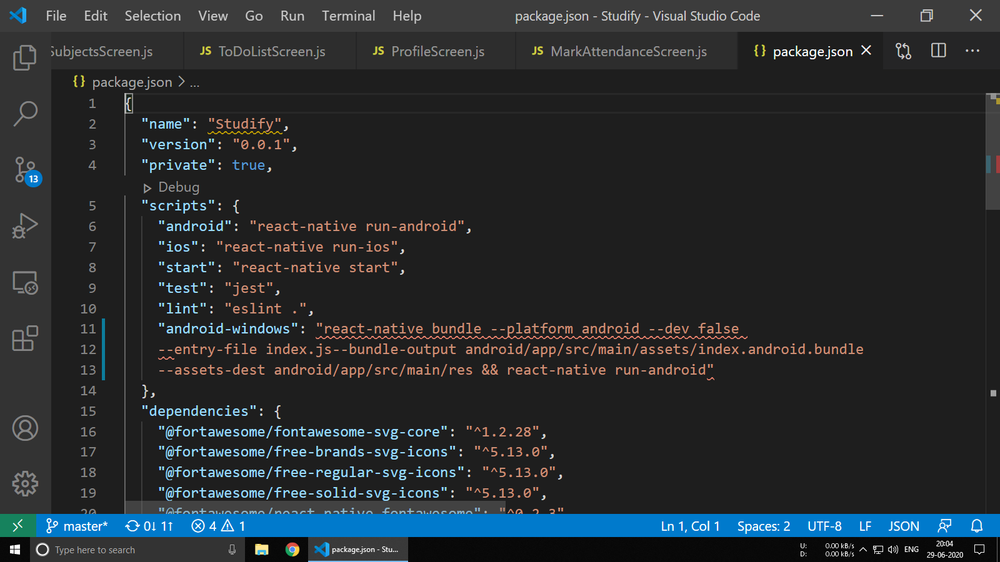 File Edit Selection View Go Run Terminal Help package.json - Studify - Visual Studio Code
SubjectsScreen.js JS ToDoListScreen.js JS ProfileScreen.js JS MarkAttendanceScreen.js {} package.json
{} package.json > ...
1 {
2 "name": "Studify",
3 "version": "0.0.1",
4 "private": true,
Debug
5 "scripts": {
6 "android": "react-native run-android",
7 "ios": "react-native run-ios",
8 "start": "react-native start",
9 "test": "jest",
10 "lint": "eslint .",
11 "android-windows": "react-native bundle --platform android --dev false
12 --entry-file index.js--bundle-output android/app/src/main/assets/index.android.bundle
13 --assets-dest android/app/src/main/res && react-native run-android"
14 },
15 "dependencies": {
16 "@fortawesome/fontawesome-svg-core": "^1.2.28",
17 "@fortawesome/free-brands-svg-icons": "^5.13.0",
18 "@fortawesome/free-regular-svg-icons": "^5.13.0",
19 "@fortawesome/free-solid-svg-icons": "^5.13.0",
20 "@fortawesome/react-native-fontawesome": "^0.2.3"
13
master* 0↓ 1↑ 4 1 Ln 1, Col 1 Spaces: 2 UTF-8 LF JSON
Type here to search package.json - Stu... U: 0.00 kB/s D: 0.00 kB/s ENG 20:04 29-06-2020